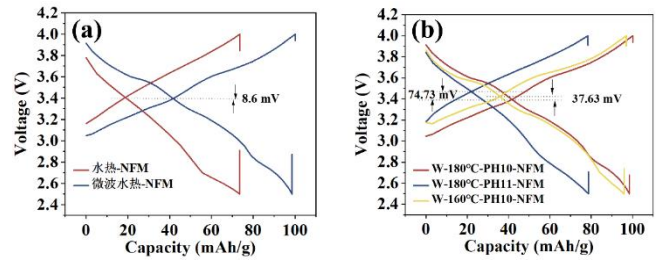 (a)
4.2
4.0
3.8
3.6
3.4
3.2
3.0
2.8
2.6
2.4
Voltage (V)
8.6 mV
水热-NFM
微波水热-NFM
0 20 40 60 80 100
Capacity (mAh/g)
(b)
4.2
4.0
3.8
3.6
3.4
3.2
3.0
2.8
2.6
2.4
Voltage (V)
74.73 mV
37.63 mV
W-180℃-PH10-NFM
W-180℃-PH11-NFM
W-160℃-PH10-NFM
0 20 40 60 80 100
Capacity (mAh/g)